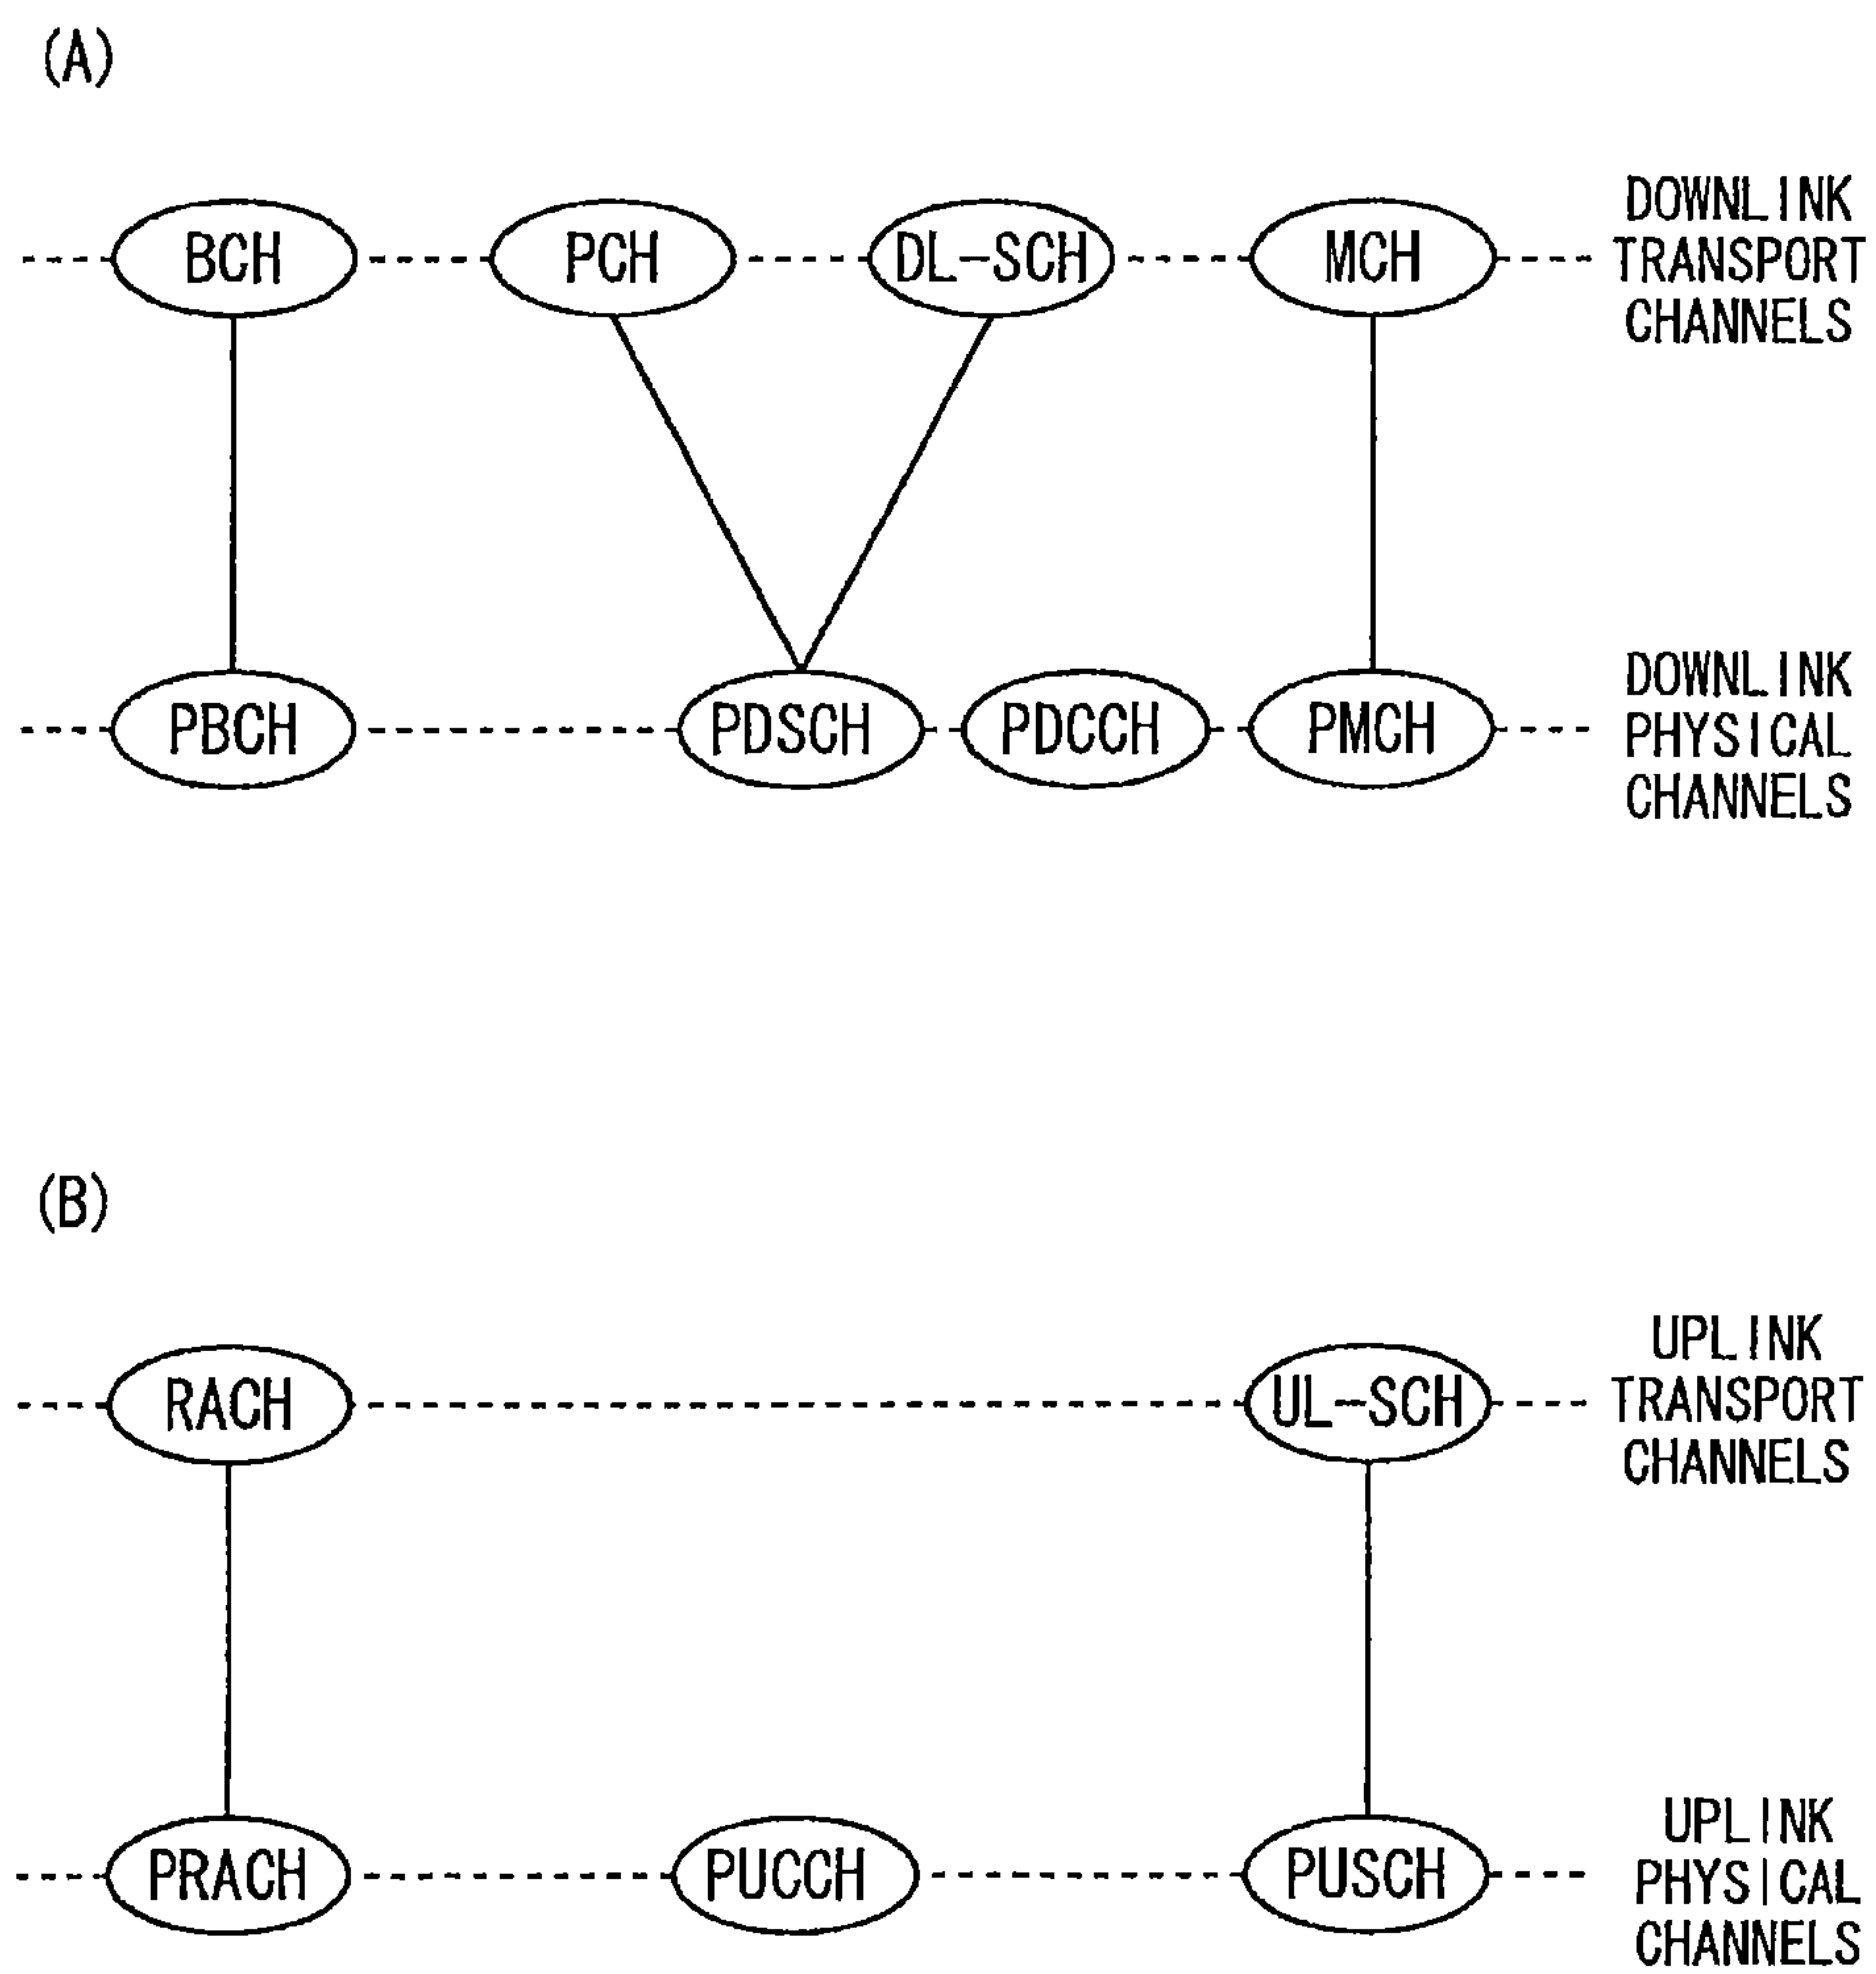 (A)
BCH PCH DL-SCH MCH
DOWNLINK
TRANSPORT
CHANNELS
PBCH PDSCH PDCCH PMCH
DOWNLINK
PHYSICAL
CHANNELS
(B)
RACH UL-SCH
UPLINK
TRANSPORT
CHANNELS
PRACH PUCCH PUSCH
UPLINK
PHYSICAL
CHANNELS